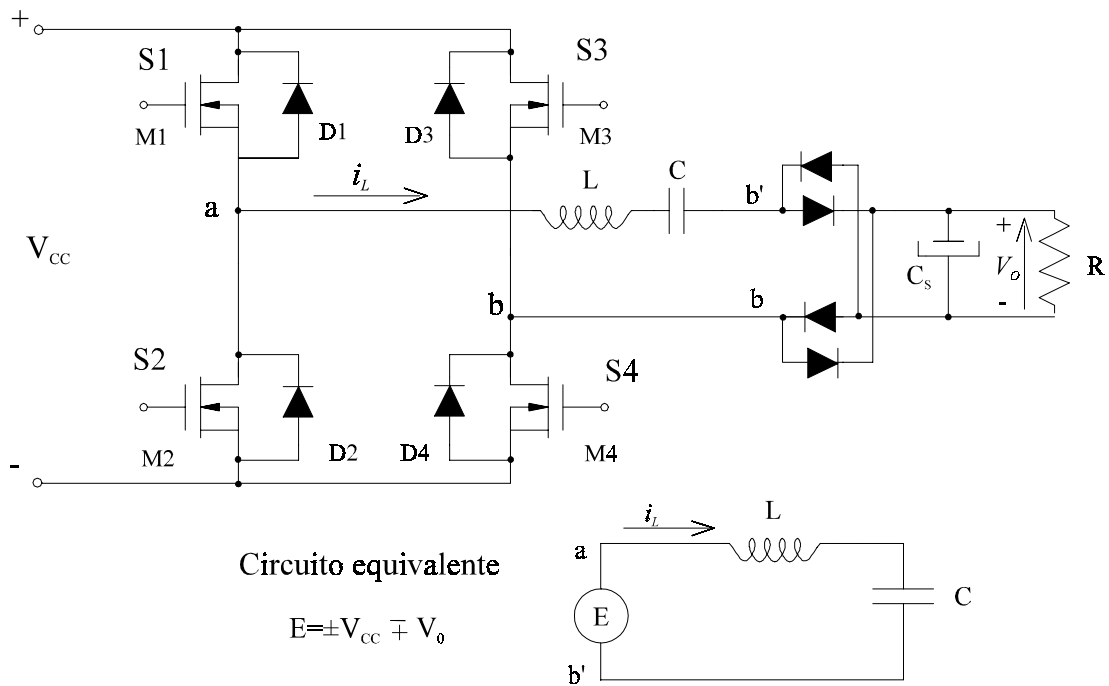 +
S1
S3
M1
D1
D3
M3
i_L
L
C
b'
a
V_CC
b
b
C_S
+
V_O
-
R
S2
S4
M2
D2
D4
M4
-
Circuito equivalente
E=±V_CC ∓ V_0
i_L
L
a
E
C
b'